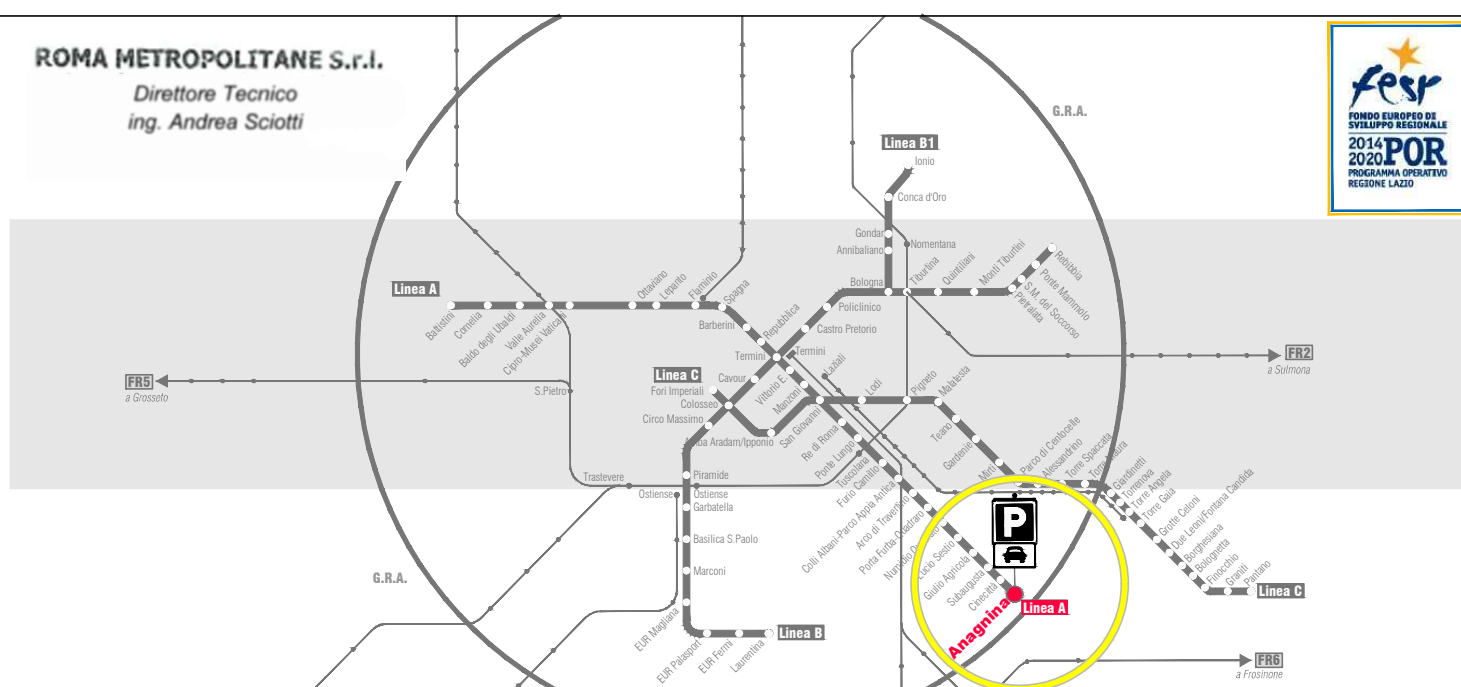 ROMA METROPOLITANE S.r.l.
Direttore Tecnico
ing. Andrea Sciotti
fesr
FONDO EUROPEO DI
SVILUPPO REGIONALE
2014
2020 POR
PROGRAMMA OPERATIVO
REGIONE LAZIO
G.R.A.
Linea B1
Ionio
Conca d'Oro
Gondar
Annibaliano
Nomentana
Bologna
Tiburtina
Quintiliani
Monti Tiburtini
Pietralata
S.M. del Soccorso
Ponte Mammolo
Rebibbia
Linea A
Battistini
Cornelia
Baldo degli Ubaldi
Valle Aurelia
Cipro-Musei Vaticani
Ottaviano
Lepanto
Flaminio
Spagna
Barberini
Repubblica
Policlinico
Castro Pretorio
Termini
Termini
Laziali
FR2
a Sulmona
FR5
a Grosseto
S.Pietro
Linea C
Fori Imperiali
Colosseo
Cavour
Circo Massimo
Vittorio E.
Manzoni
Aradam/Ipponio
San Giovanni
Lodi
Pigneto
Malatesta
Teano
Gardenie
Mirti
Parco di Centocelle
Alessandrino
Torre Spaccata
Torre Maura
Giardinetti
Torrenova
Torre Angela
Torre Gaia
Grotte Celoni
Due Leoni/Fontana Candida
Borghesiana
Bolognetta
Finocchio
Graniti
Pantano
Linea C
Re di Roma
Ponte Lungo
Tuscolana
Furio Camillo
Colli Albani-Parco Appia Antica
Arco di Travertino
Porta Furba-Quadraro
Lucio Sestio
Giulio Agricola
Subaugusta
Cinecittà
Anagnina
Linea A
P
Trastevere
Ostiense
Piramide
Ostiense
Garbatella
Basilica S.Paolo
Marconi
EUR Magliana
EUR Palasport
EUR Fermi
Laurentina
Linea B
G.R.A.
FR6
a Frosinone